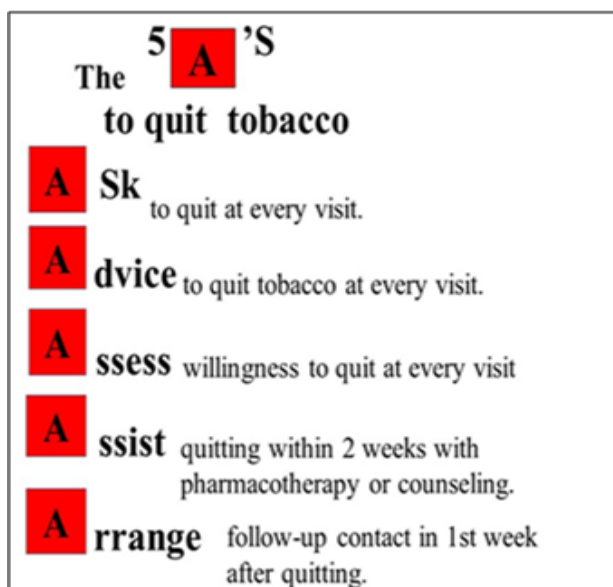 The 5 A 'S
to quit tobacco
A Sk to quit at every visit.
A dvice to quit tobacco at every visit.
A ssess willingness to quit at every visit
A ssist quitting within 2 weeks with
pharmacotherapy or counseling.
A rrange follow-up contact in 1st week
after quitting.